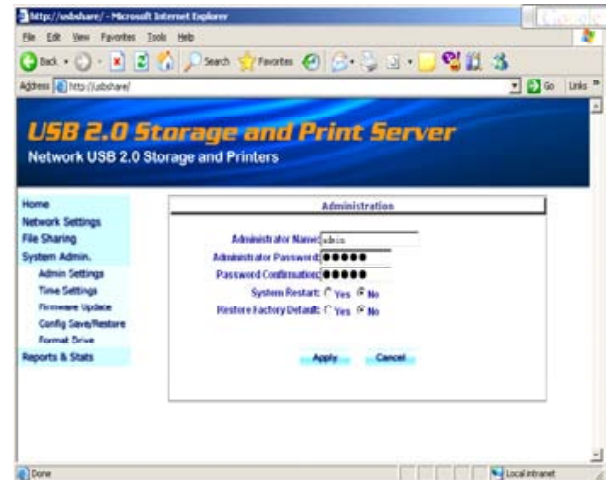 http://usbshare/ - Microsoft Internet Explorer
File Edit View Favorites Tools Help
Back Search Favorites
Address http://usbshare/ Go Links »
USB 2.0 Storage and Print Server
Network USB 2.0 Storage and Printers
Home
Network Settings
File Sharing
System Admin.
Admin Settings
Time Settings
Firmware Update
Config Save/Restore
Format Drive
Reports & Stats
Administration
Administrator Name: admin
Administrator Password: ●●●●●
Password Confirmation: ●●●●●
System Restart: Yes No
Restore Factory Default: Yes No
Apply Cancel
Done Local intranet